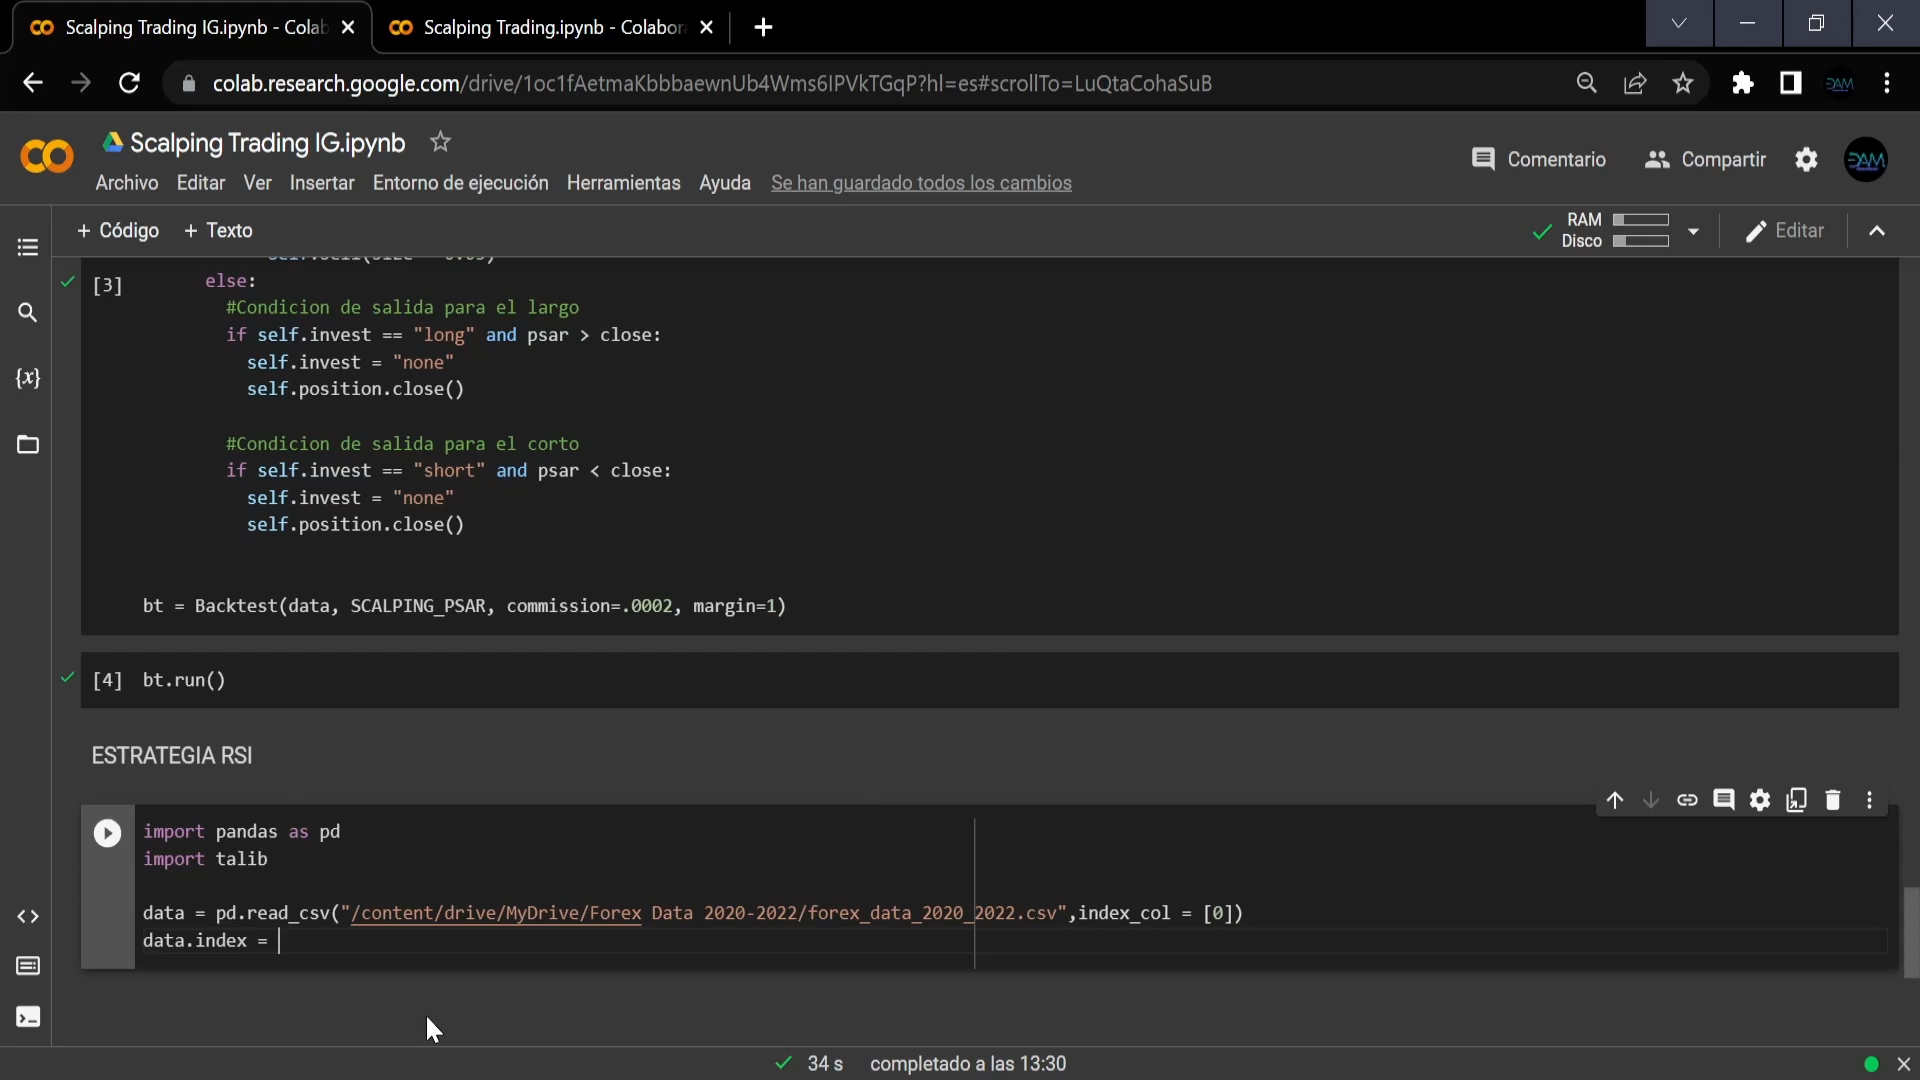 Scalping Trading IG.ipynb - Colab
Scalping Trading.ipynb - Colabor
colab.research.google.com/drive/1oc1fAetmaKbbbaewnUb4Wms6IPVkTGqP?hl=es#scrollTo=LuQtaCohaSuB
Scalping Trading IG.ipynb
Comentario
Compartir
Archivo Editar Ver Insertar Entorno de ejecución Herramientas Ayuda Se han guardado todos los cambios
+ Código + Texto
RAM
Disco
Editar
[3] else:
#Condicion de salida para el largo
if self.invest == "long" and psar > close:
self.invest = "none"
self.position.close()
#Condicion de salida para el corto
if self.invest == "short" and psar < close:
self.invest = "none"
self.position.close()
bt = Backtest(data, SCALPING_PSAR, commission=.0002, margin=1)
[4] bt.run()
ESTRATEGIA RSI
import pandas as pd
import talib
data = pd.read_csv("/content/drive/MyDrive/Forex Data 2020-2022/forex_data_2020_2022.csv",index_col = [0])
data.index =
34 s completado a las 13:30